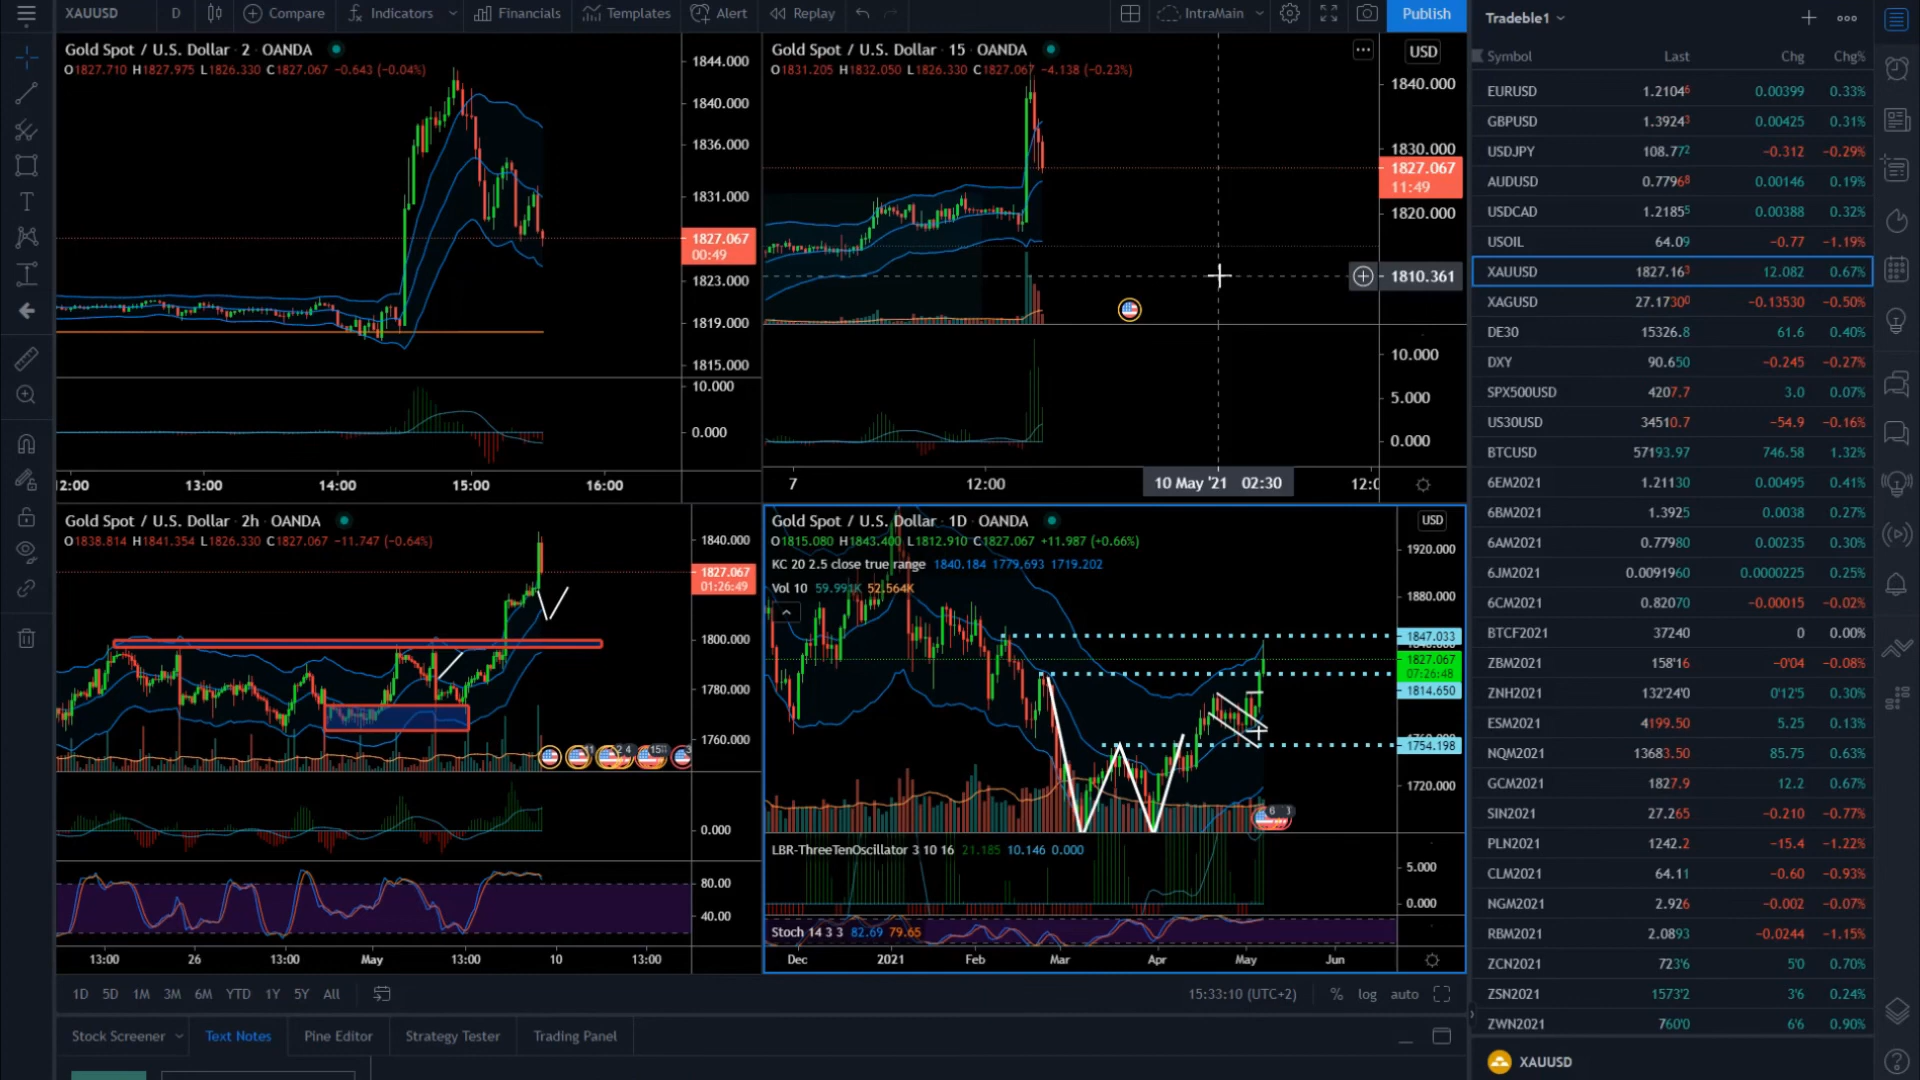 XAUUSD D Compare Indicators Financials Templates Alert Replay IntraMain Publish
Gold Spot / U.S. Dollar 2 OANDA
O1827.710 H1827.975 L1826.330 C1827.067 −0.643 (−0.04%)
1844.000
1840.000
1836.000
1831.000
1827.067
00:49
1823.000
1819.000
1815.000
10.000
0.000
12:00 13:00 14:00 15:00 16:00
Gold Spot / U.S. Dollar 15 OANDA
USD
O1831.205 H1832.050 L1826.330 C1827.067 −4.138 (−0.23%)
1840.000
1830.000
1827.067
11:49
1820.000
1810.361
10.000
5.000
0.000
7 12:00 10 May '21 02:30
Gold Spot / U.S. Dollar 2h OANDA
O1838.814 H1841.354 L1826.330 C1827.067 −11.747 (−0.64%)
1840.000
1827.067
01:26:49
1800.000
1780.000
1760.000
0.000
80.00
40.00
13:00 26 13:00 May 13:00 10 13:00
Gold Spot / U.S. Dollar 1D OANDA
USD
O1815.080 H1843.400 L1812.910 C1827.067 +11.987 (+0.66%)
KC 20 2.5 close true range 1840.184 1779.693 1719.202
Vol 10 59.991K 52.564K
1920.000
1880.000
1847.033
1827.067
07:26:48
1814.650
1754.198
1720.000
LBR-ThreeTenOscillator 3 10 16 21.185 10.146 0.000
5.000
0.000
Stoch 14 3 3 82.69 79.65
Dec 2021 Feb Mar Apr May Jun
1D 5D 1M 3M 6M YTD 1Y 5Y All
15:33:10 (UTC+2) % log auto
Stock Screener Text Notes Pine Editor Strategy Tester Trading Panel
Tradeble1
Symbol Last Chg Chg%
EURUSD 1.21046 0.00399 0.33%
GBPUSD 1.39243 0.00425 0.31%
USDJPY 108.772 −0.312 −0.29%
AUDUSD 0.77968 0.00146 0.19%
USDCAD 1.21855 0.00388 0.32%
USOIL 64.09 −0.77 −1.19%
XAUUSD 1827.163 12.082 0.67%
XAGUSD 27.17300 −0.13530 −0.50%
DE30 15326.8 61.6 0.40%
DXY 90.650 −0.245 −0.27%
SPX500USD 4207.7 3.0 0.07%
US30USD 34510.7 −54.9 −0.16%
BTCUSD 57193.97 746.58 1.32%
6EM2021 1.21130 0.00495 0.41%
6BM2021 1.3925 0.0038 0.27%
6AM2021 0.77980 0.00235 0.30%
6JM2021 0.0091960 0.0000225 0.25%
6CM2021 0.82070 −0.00015 −0.02%
BTCF2021 37240 0 0.00%
ZBM2021 158'16 −0'04 −0.08%
ZNH2021 132'24'0 0'12'5 0.30%
ESM2021 4199.50 5.25 0.13%
NQM2021 13683.50 85.75 0.63%
GCM2021 1827.9 12.2 0.67%
SIN2021 27.265 −0.210 −0.77%
PLN2021 1242.2 −15.4 −1.22%
CLM2021 64.11 −0.60 −0.93%
NGM2021 2.926 −0.002 −0.07%
RBM2021 2.0893 −0.0244 −1.15%
ZCN2021 723'6 5'0 0.70%
ZSN2021 1573'2 3'6 0.24%
ZWN2021 760'0 6'6 0.90%
XAUUSD